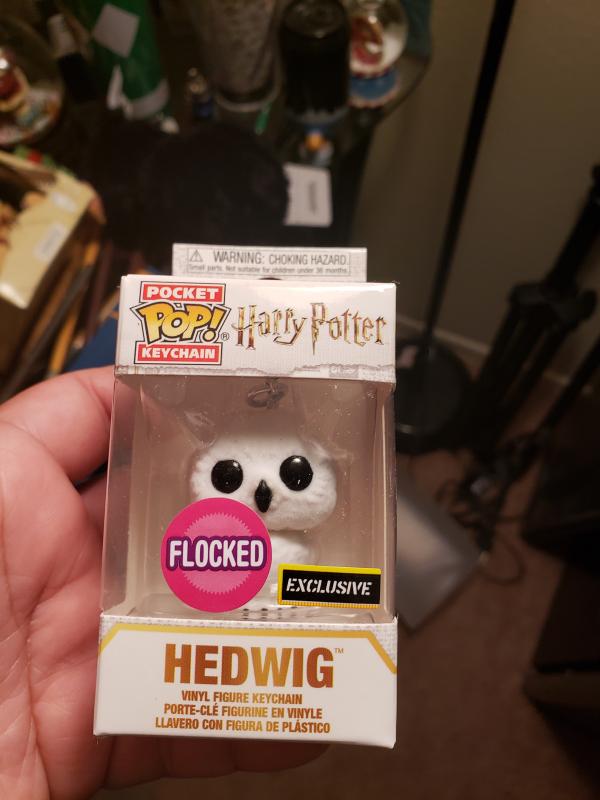 WARNING: CHOKING HAZARD.
Small parts. Not suitable for children under 36 months.
POCKET
POP!®
KEYCHAIN
Harry Potter
FLOCKED
EXCLUSIVE
HEDWIG™
VINYL FIGURE KEYCHAIN
PORTE-CLÉ FIGURINE EN VINYLE
LLAVERO CON FIGURA DE PLÁSTICO